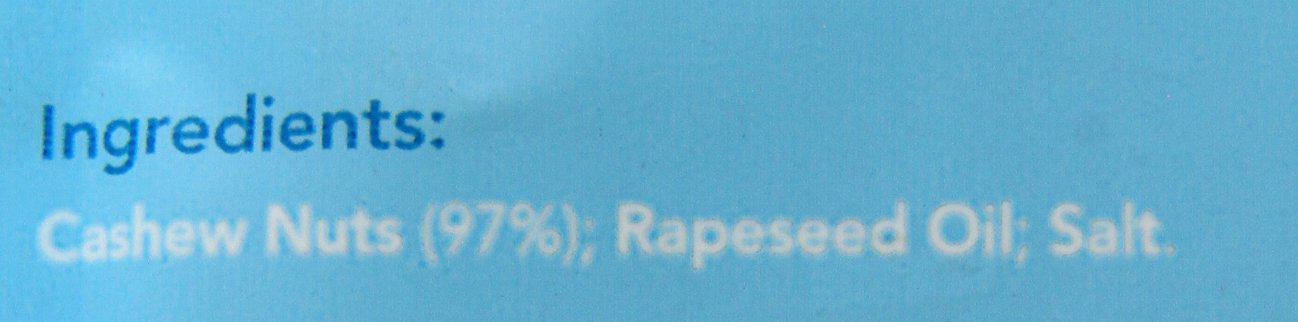 Ingredients:
Cashew Nuts (97%); Rapeseed Oil; Salt.